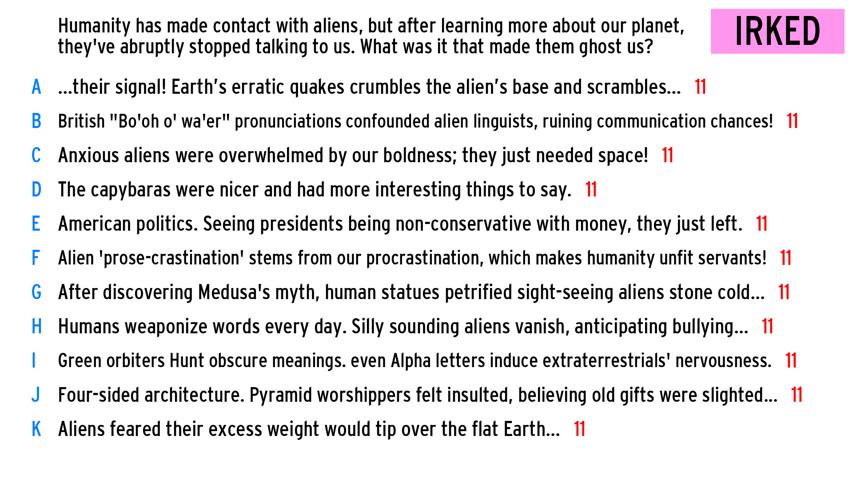 Humanity has made contact with aliens, but after learning more about our planet,
they've abruptly stopped talking to us. What was it that made them ghost us?
IRKED
A ...their signal! Earth's erratic quakes crumbles the alien's base and scrambles... 11
B British "Bo'oh o' wa'er" pronunciations confounded alien linguists, ruining communication chances! 11
C Anxious aliens were overwhelmed by our boldness; they just needed space! 11
D The capybaras were nicer and had more interesting things to say. 11
E American politics. Seeing presidents being non-conservative with money, they just left. 11
F Alien 'prose-crastination' stems from our procrastination, which makes humanity unfit servants! 11
G After discovering Medusa's myth, human statues petrified sight-seeing aliens stone cold... 11
H Humans weaponize words every day. Silly sounding aliens vanish, anticipating bullying... 11
I Green orbiters Hunt obscure meanings. even Alpha letters induce extraterrestrials' nervousness. 11
J Four-sided architecture. Pyramid worshippers felt insulted, believing old gifts were slighted... 11
K Aliens feared their excess weight would tip over the flat Earth... 11